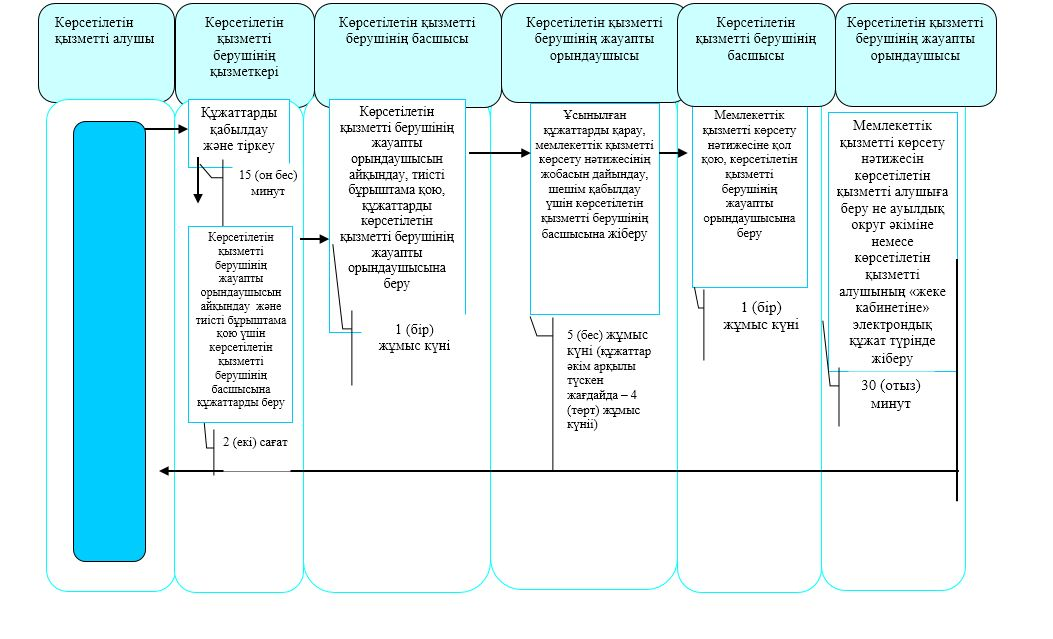 Көрсетілетін
қызметті алушы
Көрсетілетін
қызметті
берушінің
қызметкері
Көрсетілетін қызметті
берушінің басшысы
Көрсетілетін қызметті
берушінің жауапты
орындаушысы
Көрсетілетін
қызметті берушінің
басшысы
Көрсетілетін қызметті
берушінің жауапты
орындаушысы
Құжаттарды
қабылдау
және тіркеу
15 (он бес)
минут
Көрсетілетін
қызметті
берушінің
жауапты
орындаушысын
айқындау және
тиісті бұрыштама
қою үшін
көрсетілетін
қызметті
берушінің
басшысына
құжаттарды беру
2 (екі) сағат
Көрсетілетін
қызметті берушінің
жауапты
орындаушысын
айқындау, тиісті
бұрыштама қою,
құжаттарды
көрсетілетін
қызметті берушінің
жауапты
орындаушысына
беру
1 (бір)
жұмыс күні
Ұсынылған
құжаттарды қарау,
мемлекеттік қызметті
көрсету нәтижесінің
жобасын дайындау,
шешім қабылдау
үшін көрсетілетін
қызметті берушінің
басшысына жіберу
5 (бес) жұмыс
күні (құжаттар
әкім арқылы
түскен
жағдайда – 4
(төрт) жұмыс
күніі)
Мемлекеттік
қызметті көрсету
нәтижесіне қол
қою, көрсетілетін
қызметті
берушінің
жауапты
орындаушысына
беру
1 (бір)
жұмыс күні
Мемлекеттік
қызметті көрсету
нәтижесін
көрсетілетін
қызметті алушыға
беру не ауылдық
округ әкіміне
немесе
көрсетілетін
қызметті
алушының «жеке
кабинетіне»
электрондық
құжат түрінде
жіберу
30 (отыз)
минут